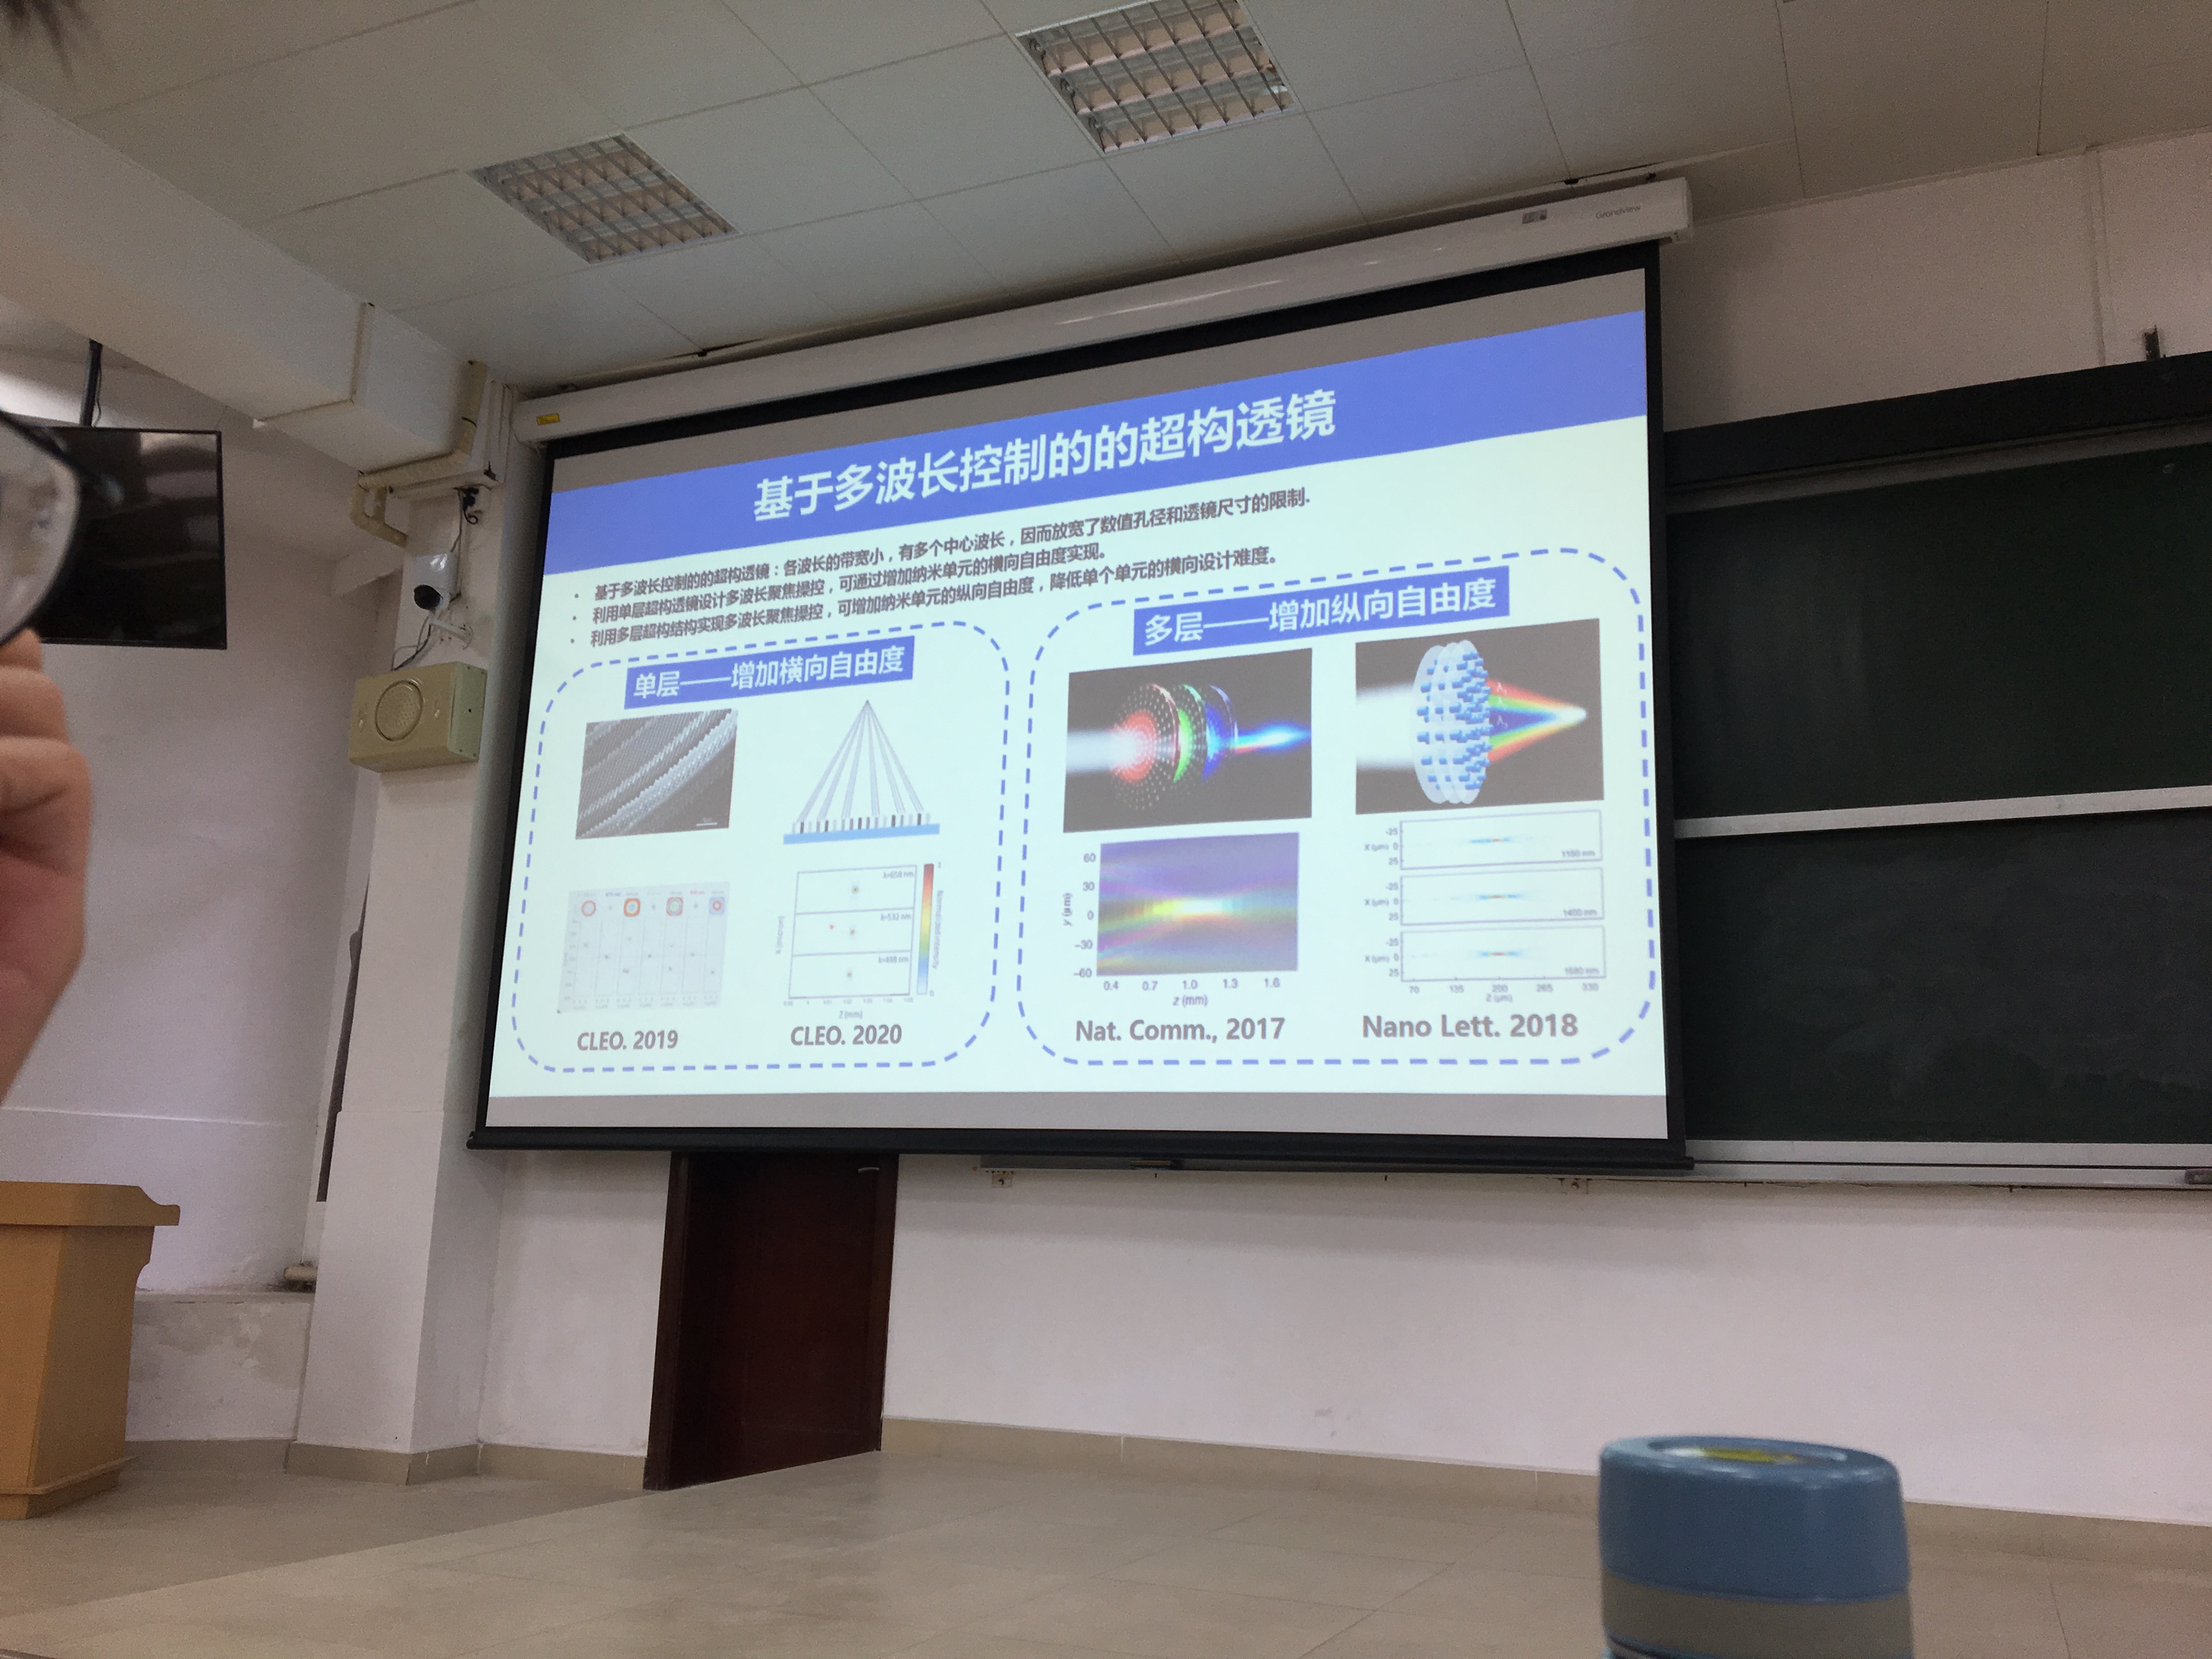 GrandView
基于多波长控制的的超构透镜
• 基于多波长控制的的超构透镜：各波长的带宽小，有多个中心波长，因而放宽了数值孔径和透镜尺寸的限制.
• 利用单层超构透镜设计多波长聚焦操控，可通过增加纳米单元的横向自由度实现。
• 利用多层超构结构实现多波长聚焦操控，可增加纳米单元的纵向自由度，降低单个单元的横向设计难度。
单层——增加横向自由度
λ=532 nm
Z (mm)
CLEO. 2019
CLEO. 2020
多层——增加纵向自由度
60
30
0
-30
-60
y (μm)
0.4 0.7 1.0 1.3 1.6
z (mm)
-25
X (μm) 0
25
1150 nm
-25
X (μm) 0
25
1400 nm
-25
X (μm) 0
25
70 135 200 265 330
Z (μm)
Nat. Comm., 2017
Nano Lett. 2018